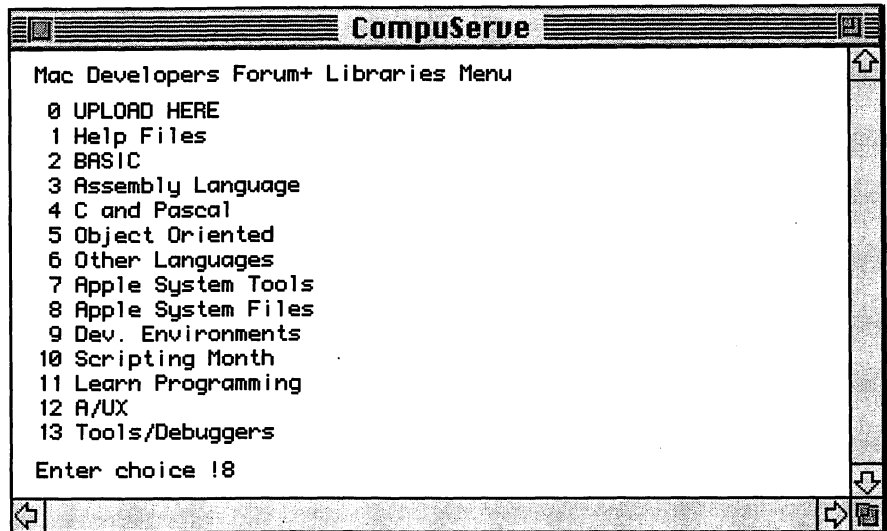 CompuServe
Mac Developers Forum+ Libraries Menu
0 UPLOAD HERE
1 Help Files
2 BASIC
3 Assembly Language
4 C and Pascal
5 Object Oriented
6 Other Languages
7 Apple System Tools
8 Apple System Files
9 Dev. Environments
10 Scripting Month
11 Learn Programming
12 A/UX
13 Tools/Debuggers
Enter choice !8